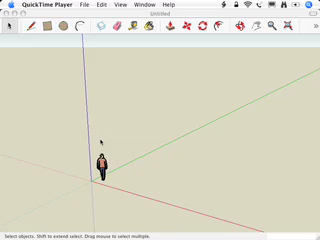 QuickTime Player File Edit View Window Help
Untitled
Select objects. Shift to extend select. Drag mouse to select multiple.